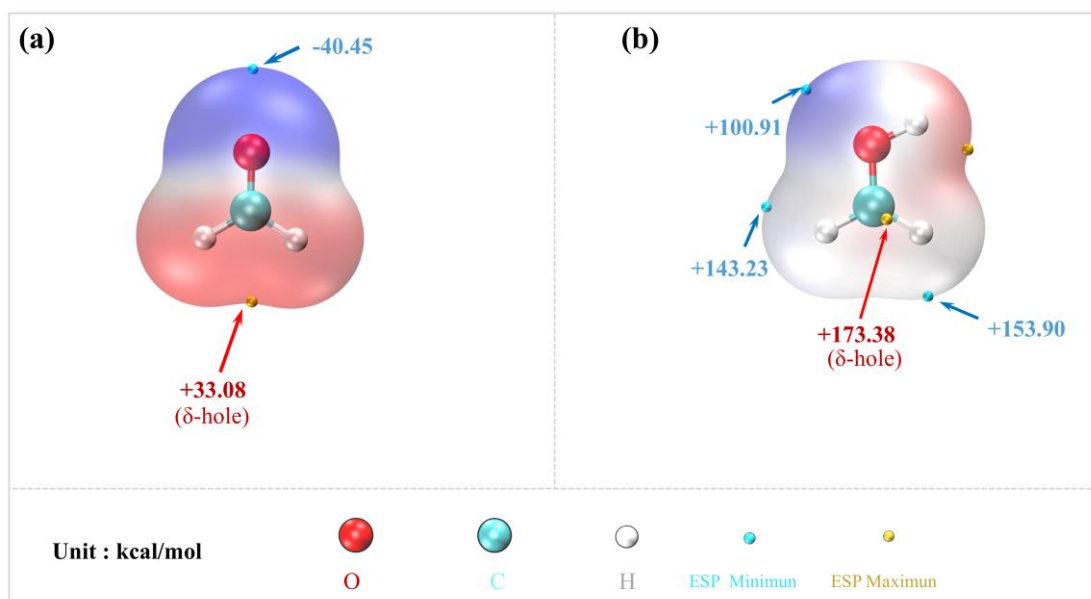 (a)
-40.45
+33.08
(δ-hole)
(b)
+100.91
+143.23
+173.38
(δ-hole)
+153.90
Unit : kcal/mol
O
C
H
ESP Minimun
ESP Maximun